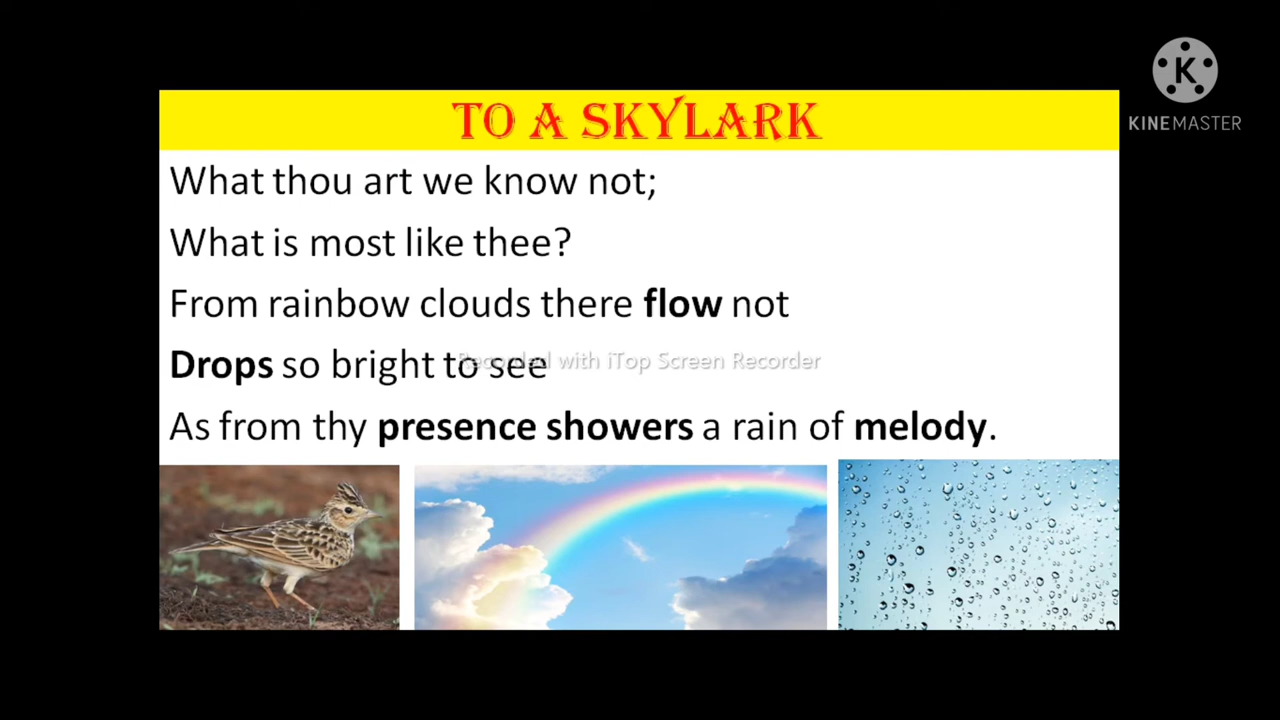 TO A SKYLARK
K
KINEMASTER
What thou art we know not;
What is most like thee?
From rainbow clouds there flow not
Drops so bright to see
Recorded with iTop Screen Recorder
As from thy presence showers a rain of melody.